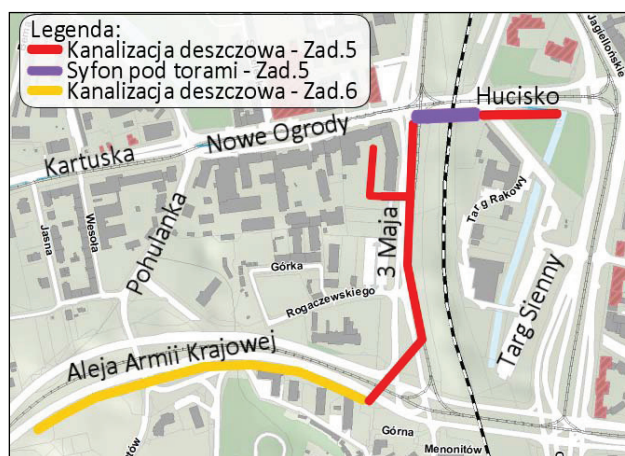 Legenda:
Kanalizacja deszczowa - Zad.5
Syfon pod torami - Zad.5
Kanalizacja deszczowa - Zad.6
Jagiellońskie
Hucisko
Nowe Ogrody
Kartuska
Targ Rakowy
Jasna
Wesoła
Pohulanka
3 Maja
Górka
Rogaczewskiego
Targ Sienny
Aleja Armii Krajowej
Górna
Menonitów